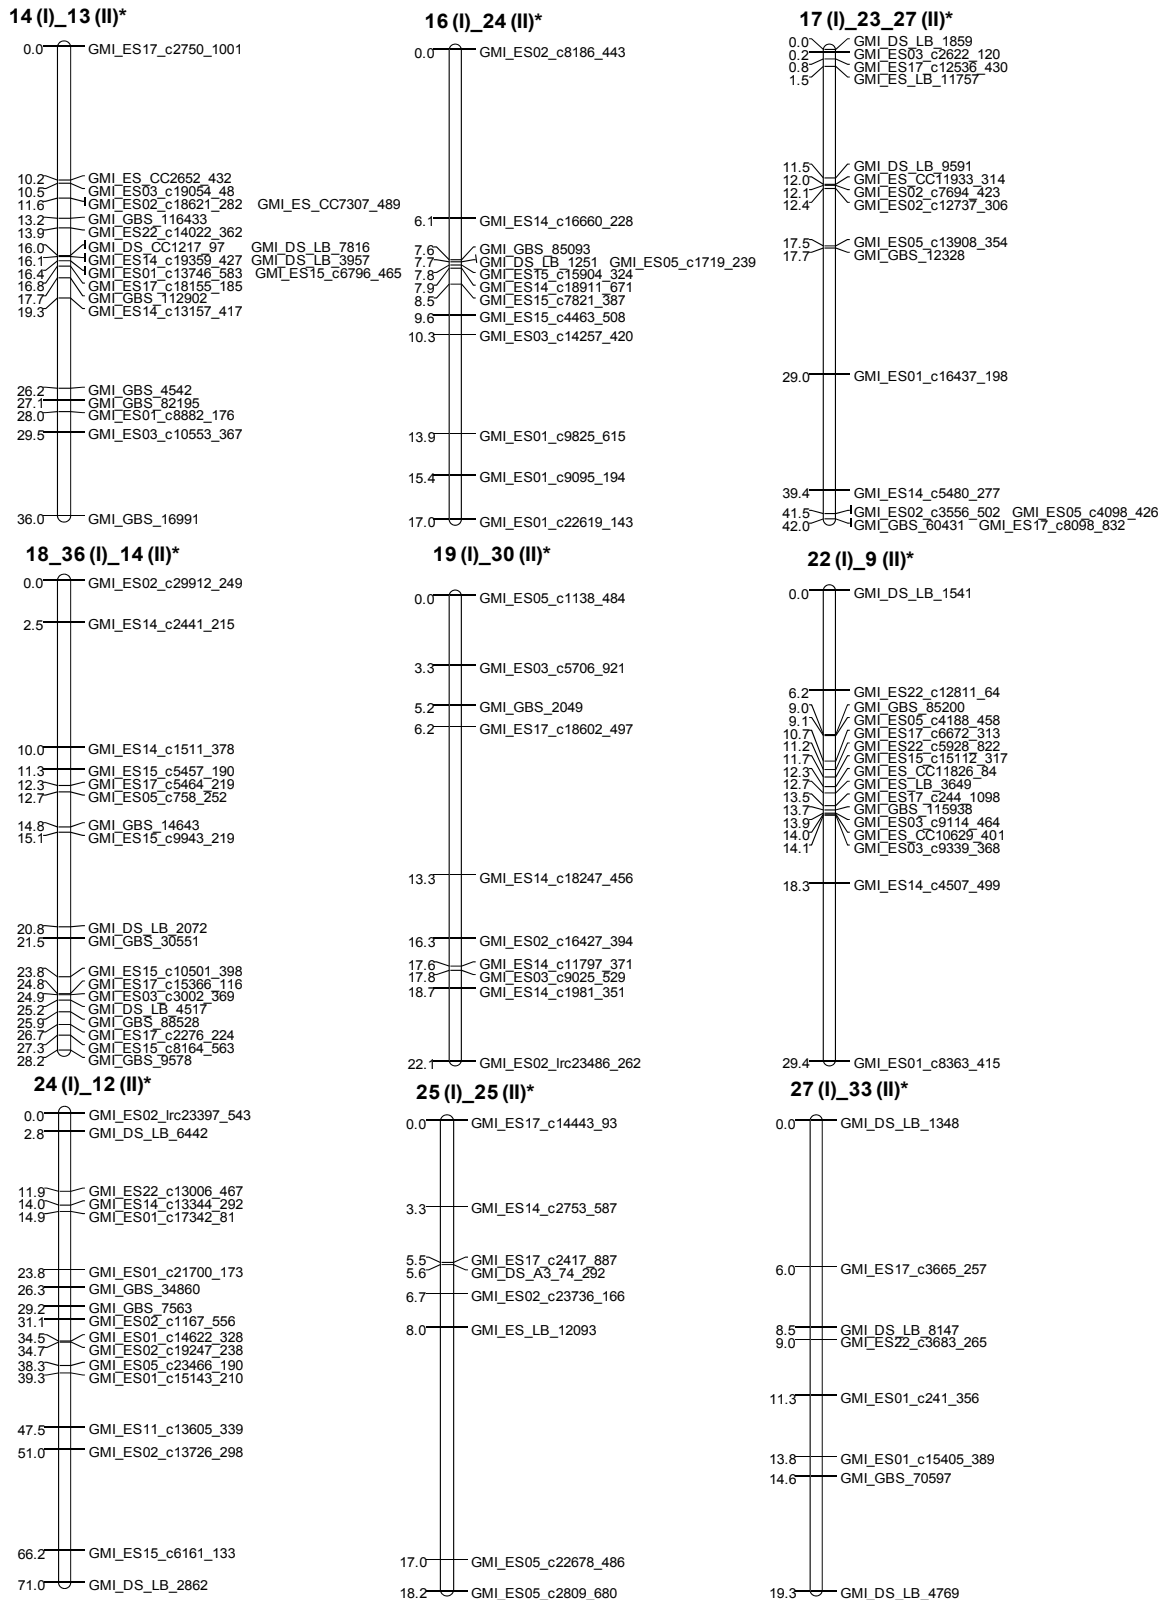 14 (I)_13 (II)*
0.0 GMI_ES17_c2750_1001
10.2 GMI_ES_CC2652_432
10.5 GMI_ES03_c19054_48
11.6 GMI_ES02_c18621_282 GMI_ES_CC7307_489
13.2 GMI_GBS_116433
13.9 GMI_ES22_c14022_362
16.0 GMI_DS_CC1217_97 GMI_DS_LB_7816
16.1 GMI_ES14_c19359_427 GMI_DS_LB_3957
16.4 GMI_ES01_c13746_583 GMI_ES15_c6796_465
16.8 GMI_ES17_c18155_185
17.7 GMI_GBS_112902
19.3 GMI_ES14_c13157_417
26.2 GMI_GBS_4542
27.1 GMI_GBS_82195
28.0 GMI_ES01_c8882_176
29.5 GMI_ES03_c10553_367
36.0 GMI_GBS_16991
16 (I)_24 (II)*
0.0 GMI_ES02_c8186_443
6.1 GMI_ES14_c16660_228
7.6 GMI_GBS_85093
7.7 GMI_DS_LB_1251 GMI_ES05_c1719_239
7.8 GMI_ES15_c15904_324
7.9 GMI_ES14_c18911_671
8.5 GMI_ES15_c7821_387
9.6 GMI_ES15_c4463_508
10.3 GMI_ES03_c14257_420
13.9 GMI_ES01_c9825_615
15.4 GMI_ES01_c9095_194
17.0 GMI_ES01_c22619_143
17 (I)_23_27 (II)*
0.0 GMI_DS_LB_1859
0.2 GMI_ES03_c2622_120
0.8 GMI_ES17_c12536_430
1.5 GMI_ES_LB_11757
11.5 GMI_DS_LB_9591
12.0 GMI_ES_CC11933_314
12.1 GMI_ES02_c7694_423
12.4 GMI_ES02_c12737_306
17.5 GMI_ES05_c13908_354
17.7 GMI_GBS_12328
29.0 GMI_ES01_c16437_198
39.4 GMI_ES14_c5480_277
41.5 GMI_ES02_c3556_502 GMI_ES05_c4098_426
42.0 GMI_GBS_60431 GMI_ES17_c8098_832
18_36 (I)_14 (II)*
0.0 GMI_ES02_c29912_249
2.5 GMI_ES14_c2441_215
10.0 GMI_ES14_c1511_378
11.3 GMI_ES15_c5457_190
12.3 GMI_ES17_c5464_219
12.7 GMI_ES05_c758_252
14.8 GMI_GBS_14643
15.1 GMI_ES15_c9943_219
20.8 GMI_DS_LB_2072
21.5 GMI_GBS_30551
23.8 GMI_ES15_c10501_398
24.8 GMI_ES17_c15366_116
24.9 GMI_ES03_c3002_369
25.2 GMI_DS_LB_4517
25.9 GMI_GBS_88528
26.7 GMI_ES17_c2276_224
27.3 GMI_ES15_c8164_563
28.2 GMI_GBS_9578
19 (I)_30 (II)*
0.0 GMI_ES05_c1138_484
3.3 GMI_ES03_c5706_921
5.2 GMI_GBS_2049
6.2 GMI_ES17_c18602_497
13.3 GMI_ES14_c18247_456
16.3 GMI_ES02_c16427_394
17.6 GMI_ES14_c11797_371
17.8 GMI_ES03_c9025_529
18.7 GMI_ES14_c1981_351
22.1 GMI_ES02_lrc23486_262
22 (I)_9 (II)*
0.0 GMI_DS_LB_1541
6.2 GMI_ES22_c12811_64
9.0 GMI_GBS_85200
9.1 GMI_ES05_c4188_458
10.7 GMI_ES17_c6672_313
11.2 GMI_ES22_c5928_822
11.7 GMI_ES15_c15112_317
12.3 GMI_ES_CC11826_84
12.7 GMI_ES_LB_3649
13.5 GMI_ES17_c244_1098
13.7 GMI_GBS_115938
13.9 GMI_ES03_c9114_464
14.0 GMI_ES_CC10629_401
14.1 GMI_ES03_c9339_368
18.3 GMI_ES14_c4507_499
29.4 GMI_ES01_c8363_415
24 (I)_12 (II)*
0.0 GMI_ES02_lrc23397_543
2.8 GMI_DS_LB_6442
11.9 GMI_ES22_c13006_467
14.0 GMI_ES14_c13344_292
14.9 GMI_ES01_c17342_81
23.8 GMI_ES01_c21700_173
26.3 GMI_GBS_34860
29.2 GMI_GBS_7563
31.1 GMI_ES02_c1167_556
34.5 GMI_ES01_c14622_328
34.7 GMI_ES02_c19247_238
38.3 GMI_ES05_c23466_190
39.3 GMI_ES01_c15143_210
47.5 GMI_ES11_c13605_339
51.0 GMI_ES02_c13726_298
66.2 GMI_ES15_c6161_133
71.0 GMI_DS_LB_2862
25 (I)_25 (II)*
0.0 GMI_ES17_c14443_93
3.3 GMI_ES14_c2753_587
5.5 GMI_ES17_c2417_887
5.6 GMI_DS_A3_74_292
6.7 GMI_ES02_c23736_166
8.0 GMI_ES_LB_12093
17.0 GMI_ES05_c22678_486
18.2 GMI_ES05_c2809_680
27 (I)_33 (II)*
0.0 GMI_DS_LB_1348
6.0 GMI_ES17_c3665_257
8.5 GMI_DS_LB_8147
9.0 GMI_ES22_c3683_265
11.3 GMI_ES01_c241_356
13.8 GMI_ES01_c15405_389
14.6 GMI_GBS_70597
19.3 GMI_DS_LB_4769